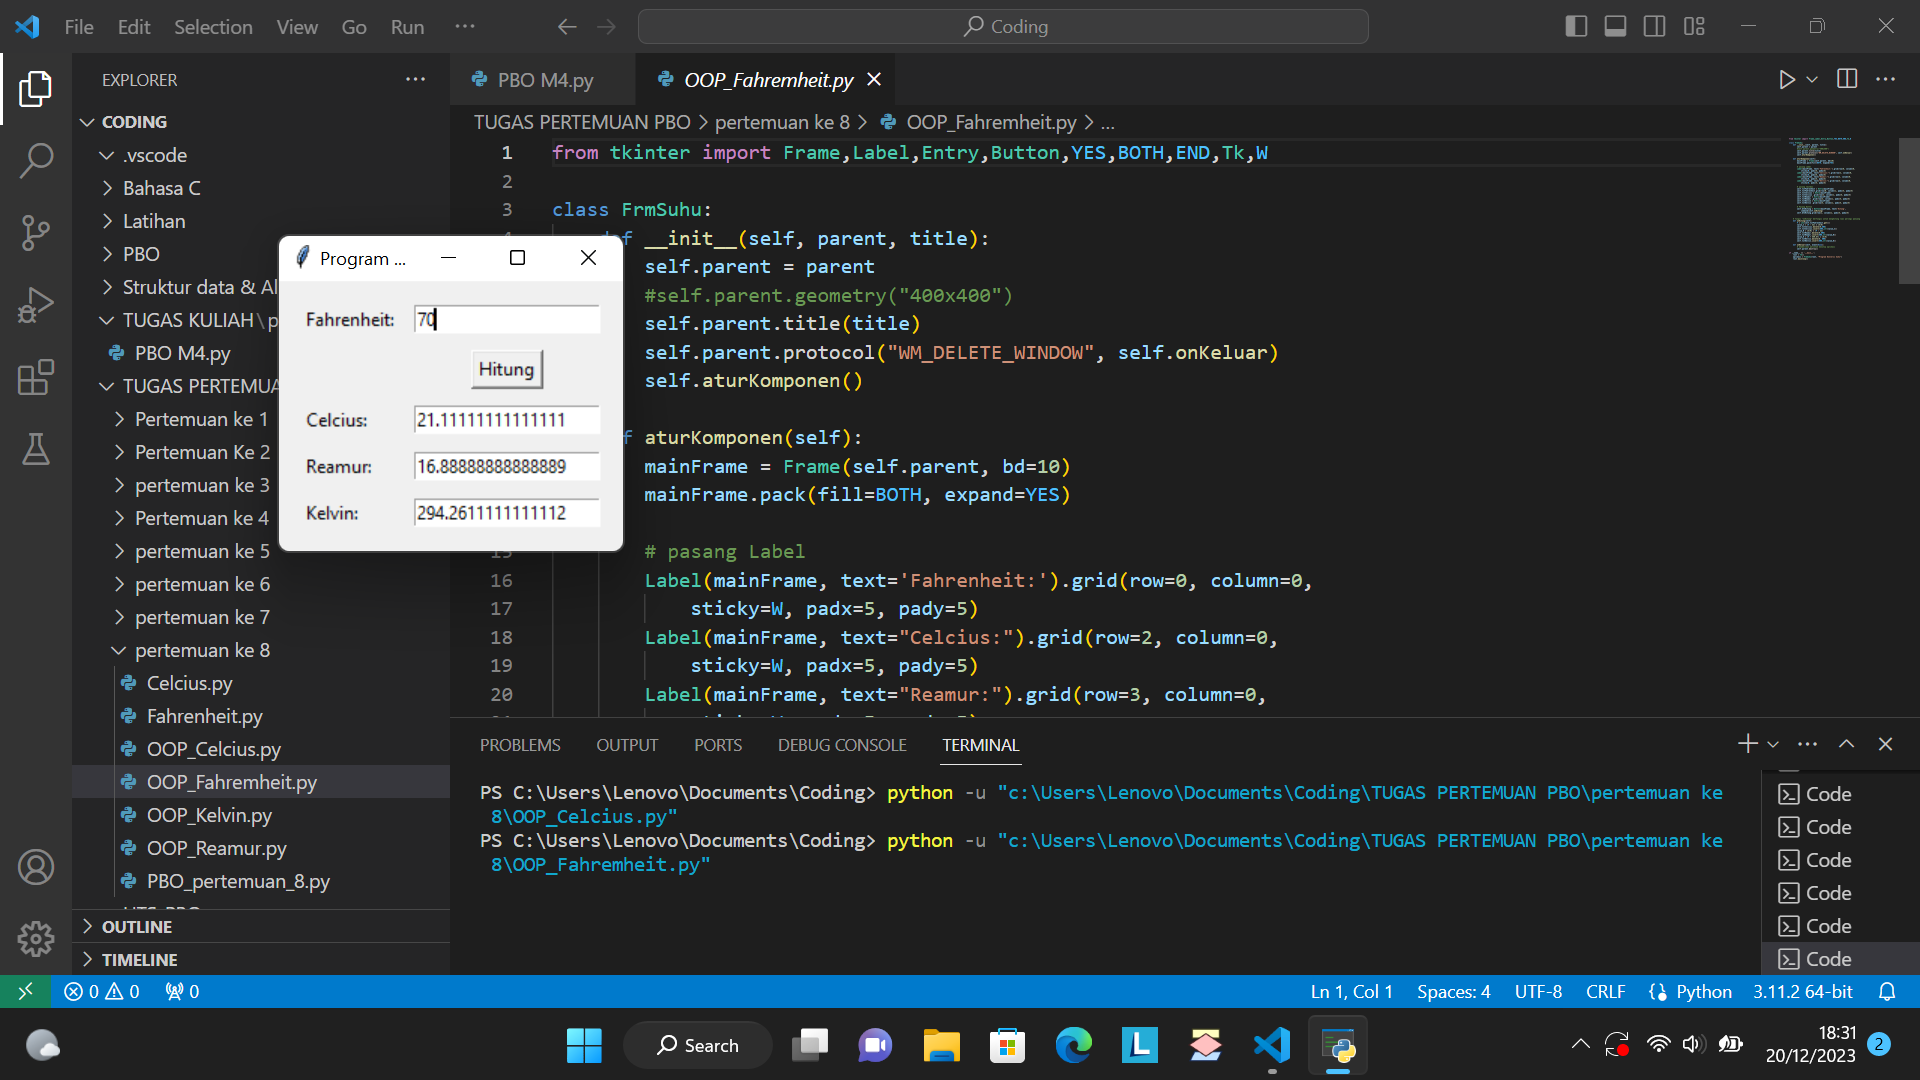 File Edit Selection View Go Run ···
Coding
EXPLORER
CODING
.vscode
Bahasa C
Latihan
PBO
Struktur data & Al
TUGAS KULIAH\p
PBO M4.py
TUGAS PERTEMUA
Pertemuan ke 1
Pertemuan Ke 2
pertemuan ke 3
Pertemuan ke 4
pertemuan ke 5
pertemuan ke 6
pertemuan ke 7
pertemuan ke 8
Celcius.py
Fahrenheit.py
OOP_Celcius.py
OOP_Fahremheit.py
OOP_Kelvin.py
OOP_Reamur.py
PBO_pertemuan_8.py
OUTLINE
TIMELINE
PBO M4.py OOP_Fahremheit.py
TUGAS PERTEMUAN PBO > pertemuan ke 8 > OOP_Fahremheit.py > ...
1 from tkinter import Frame,Label,Entry,Button,YES,BOTH,END,Tk,W
2
3 class FrmSuhu:
f __init__(self, parent, title):
self.parent = parent
#self.parent.geometry("400x400")
self.parent.title(title)
self.parent.protocol("WM_DELETE_WINDOW", self.onKeluar)
self.aturKomponen()
f aturKomponen(self):
mainFrame = Frame(self.parent, bd=10)
mainFrame.pack(fill=BOTH, expand=YES)
15 # pasang Label
16 Label(mainFrame, text='Fahrenheit:').grid(row=0, column=0,
17 sticky=W, padx=5, pady=5)
18 Label(mainFrame, text="Celcius:").grid(row=2, column=0,
19 sticky=W, padx=5, pady=5)
20 Label(mainFrame, text="Reamur:").grid(row=3, column=0,
Program ...
Fahrenheit: 70
Hitung
Celcius: 21.11111111111111
Reamur: 16.88888888888889
Kelvin: 294.2611111111112
PROBLEMS OUTPUT PORTS DEBUG CONSOLE TERMINAL
PS C:\Users\Lenovo\Documents\Coding> python -u "c:\Users\Lenovo\Documents\Coding\TUGAS PERTEMUAN PBO\pertemuan ke
8\OOP_Celcius.py"
PS C:\Users\Lenovo\Documents\Coding> python -u "c:\Users\Lenovo\Documents\Coding\TUGAS PERTEMUAN PBO\pertemuan ke
8\OOP_Fahremheit.py"
Code
Code
Code
Code
Code
Code
0 0 0
Ln 1, Col 1 Spaces: 4 UTF-8 CRLF Python 3.11.2 64-bit
Search
L
18:31
20/12/2023
2